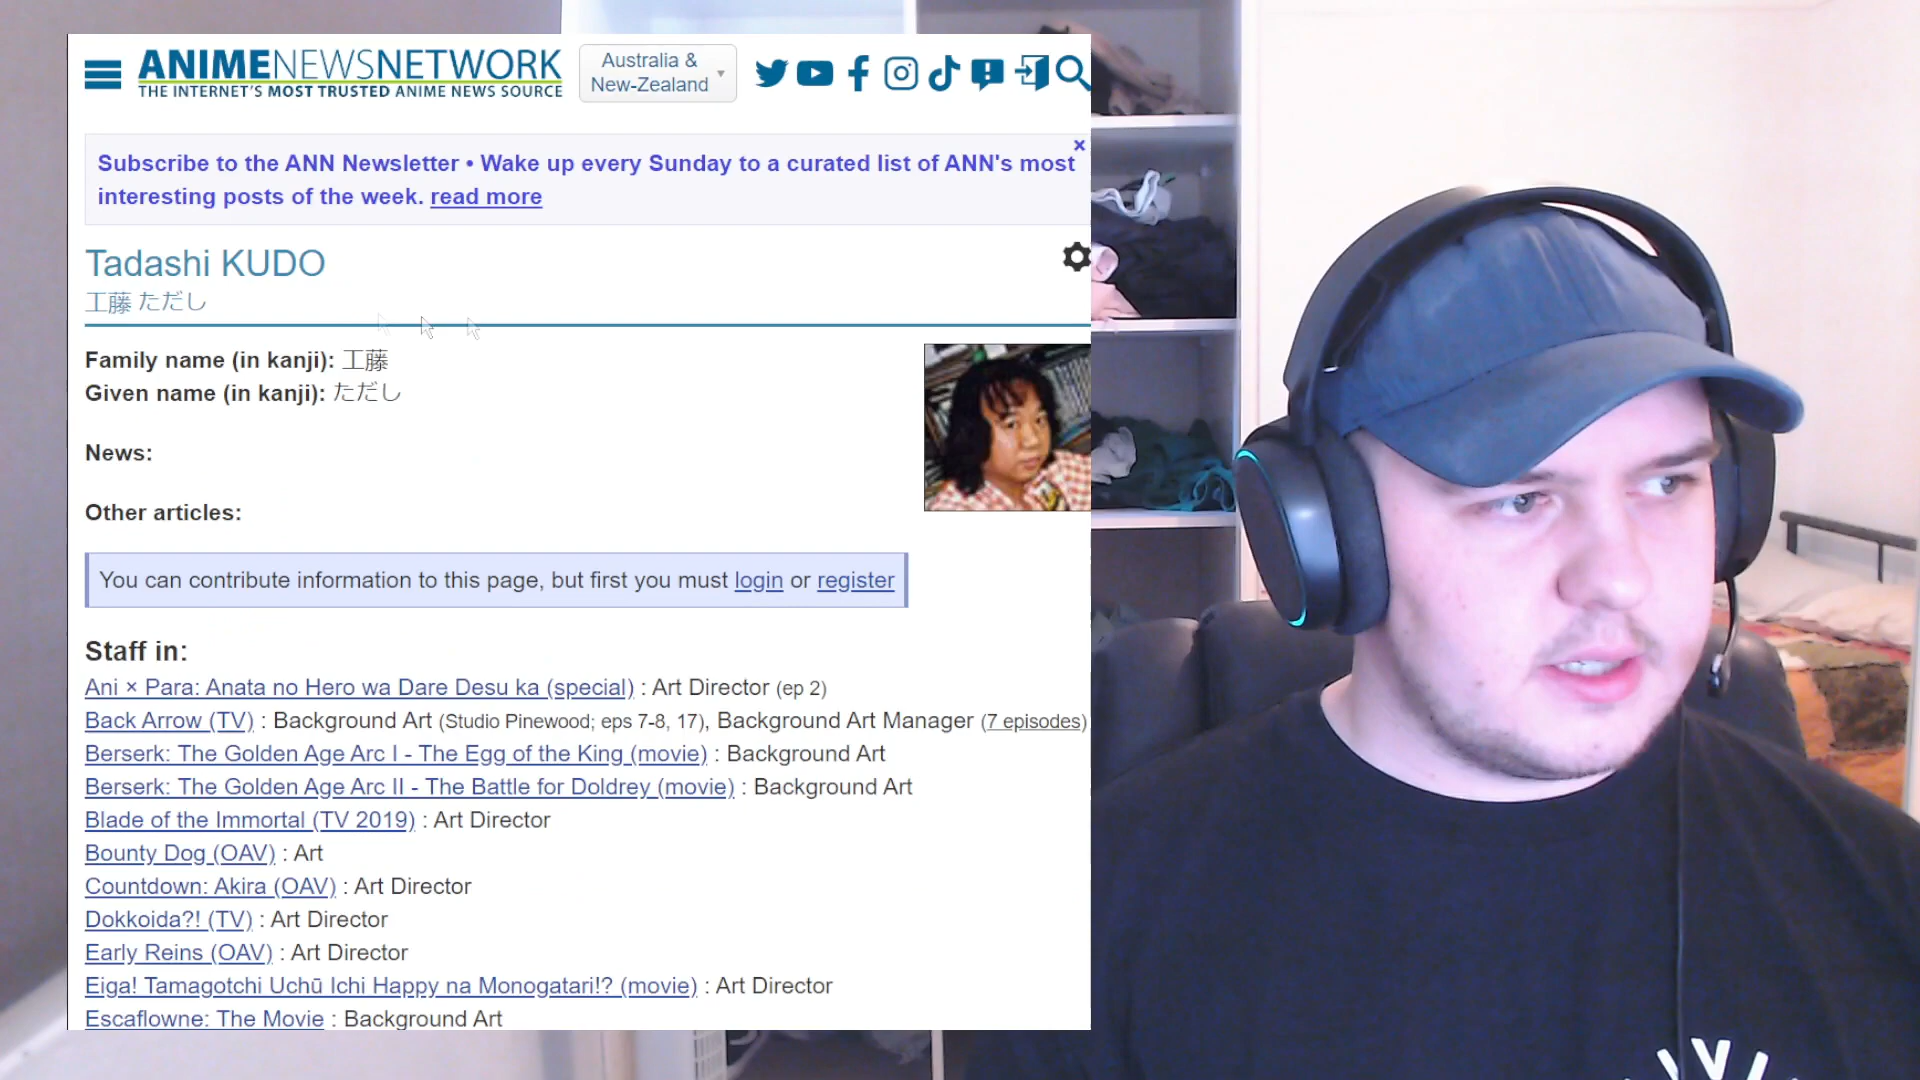 ANIMENEWSNETWORK
THE INTERNET'S MOST TRUSTED ANIME NEWS SOURCE
Australia &
New-Zealand
Subscribe to the ANN Newsletter • Wake up every Sunday to a curated list of ANN's most
interesting posts of the week. read more
Tadashi KUDO
工藤 ただし
Family name (in kanji): 工藤
Given name (in kanji): ただし
News:
Other articles:
You can contribute information to this page, but first you must login or register
Staff in:
Ani × Para: Anata no Hero wa Dare Desu ka (special) : Art Director (ep 2)
Back Arrow (TV) : Background Art (Studio Pinewood; eps 7-8, 17), Background Art Manager (7 episodes)
Berserk: The Golden Age Arc I - The Egg of the King (movie) : Background Art
Berserk: The Golden Age Arc II - The Battle for Doldrey (movie) : Background Art
Blade of the Immortal (TV 2019) : Art Director
Bounty Dog (OAV) : Art
Countdown: Akira (OAV) : Art Director
Dokkoida?! (TV) : Art Director
Early Reins (OAV) : Art Director
Eiga! Tamagotchi Uchū Ichi Happy na Monogatari!? (movie) : Art Director
Escaflowne: The Movie : Background Art